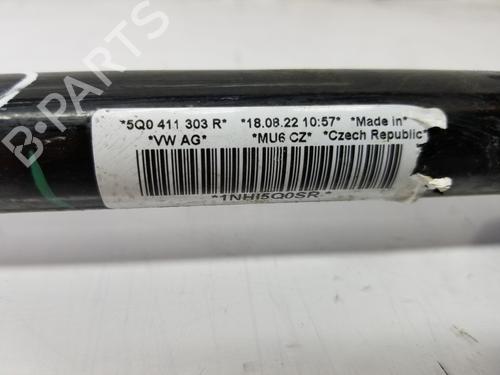 B-PARTS
*5Q0 411 303 R* *18.08.22 10:57* *Made in*
*VW AG* *MU6 CZ* *Czech Republic*
*1NHI5Q0SR*